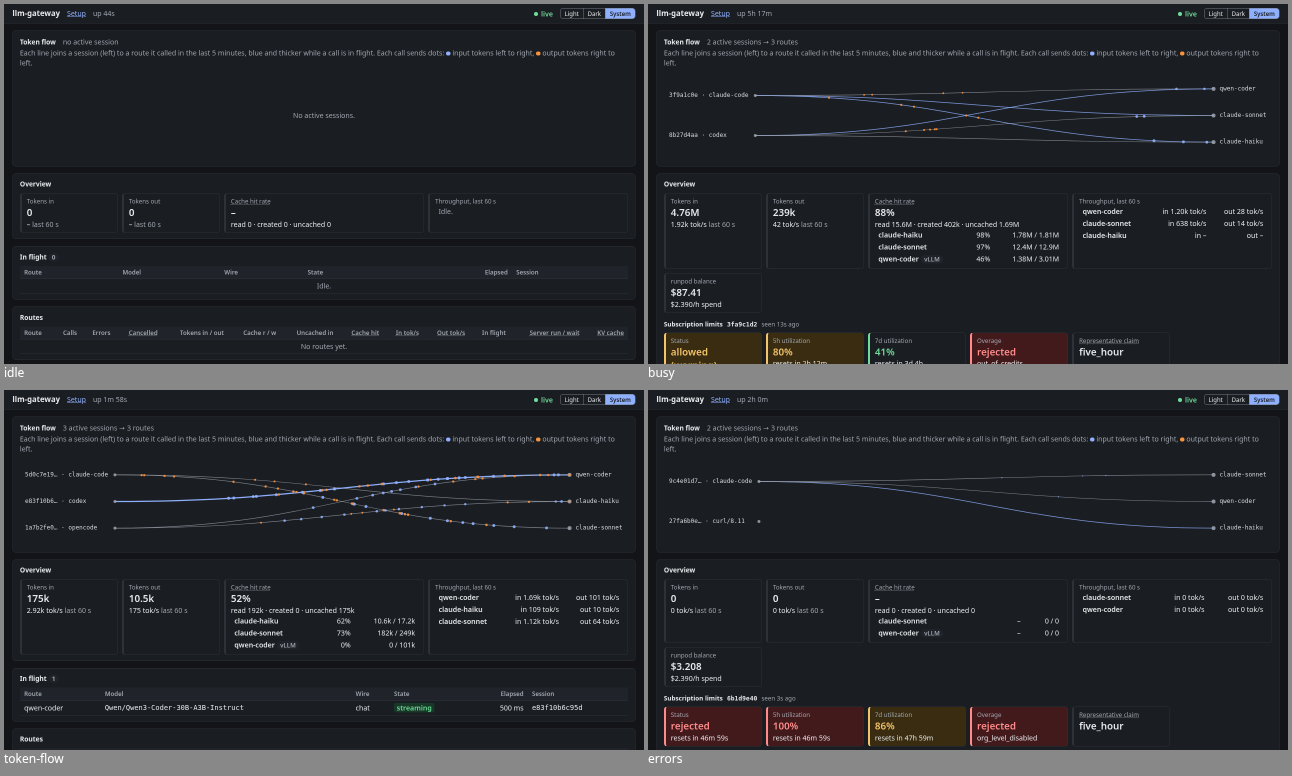 llm-gateway Setup up 44s live Light Dark System
Token flow no active session
Each line joins a session (left) to a route it called in the last 5 minutes, blue and thicker while a call is in flight. Each call sends dots: input tokens left to right, output tokens right to
left.
No active sessions.
Overview
Tokens in
0
– last 60 s
Tokens out
0
– last 60 s
Cache hit rate
–
read 0 · created 0 · uncached 0
Throughput, last 60 s
Idle.
In flight 0
Route Model Wire State Elapsed Session
Idle.
Routes
Route Calls Errors Cancelled Tokens in / out Cache r / w Uncached in Cache hit In tok/s Out tok/s In flight Server run / wait KV cache
No routes yet.
idle
llm-gateway Setup up 5h 17m live Light Dark System
Token flow 2 active sessions → 3 routes
Each line joins a session (left) to a route it called in the last 5 minutes, blue and thicker while a call is in flight. Each call sends dots: input tokens left to right, output tokens right to
left.
3f9a1c0e · claude-code
8b27d4aa · codex
qwen-coder
claude-sonnet
claude-haiku
Overview
Tokens in
4.76M
1.92k tok/s last 60 s
Tokens out
239k
42 tok/s last 60 s
Cache hit rate
88%
read 15.6M · created 402k · uncached 1.69M
claude-haiku 98% 1.78M / 1.81M
claude-sonnet 97% 12.4M / 12.9M
qwen-coder vLLM 46% 1.38M / 3.01M
Throughput, last 60 s
qwen-coder in 1.20k tok/s out 28 tok/s
claude-sonnet in 638 tok/s out 14 tok/s
claude-haiku in – out –
runpod balance
$87.41
$2.390/h spend
Subscription limits 3fa9c1d2 seen 13s ago
Status
allowed
5h utilization
80%
resets in 2h 12m
7d utilization
41%
resets in 3d 4h
Overage
rejected
out_of_credits
Representative claim
five_hour
busy
llm-gateway Setup up 1m 58s live Light Dark System
Token flow 3 active sessions → 3 routes
Each line joins a session (left) to a route it called in the last 5 minutes, blue and thicker while a call is in flight. Each call sends dots: input tokens left to right, output tokens right to
left.
5d0c7e19… · claude-code
e83f10b6… · codex
1a7b2fe0… · opencode
qwen-coder
claude-haiku
claude-sonnet
Overview
Tokens in
175k
2.92k tok/s last 60 s
Tokens out
10.5k
175 tok/s last 60 s
Cache hit rate
52%
read 192k · created 0 · uncached 175k
claude-haiku 62% 10.6k / 17.2k
claude-sonnet 73% 182k / 249k
qwen-coder vLLM 0% 0 / 101k
Throughput, last 60 s
qwen-coder in 1.69k tok/s out 101 tok/s
claude-haiku in 109 tok/s out 10 tok/s
claude-sonnet in 1.12k tok/s out 64 tok/s
In flight 1
Route Model Wire State Elapsed Session
qwen-coder Qwen/Qwen3-Coder-30B-A3B-Instruct chat streaming 500 ms e83f10b6c95d
Routes
token-flow
llm-gateway Setup up 2h 0m live Light Dark System
Token flow 2 active sessions → 3 routes
Each line joins a session (left) to a route it called in the last 5 minutes, blue and thicker while a call is in flight. Each call sends dots: input tokens left to right, output tokens right to
left.
9c4e01d7… · claude-code
27fa6b0e… · curl/8.11
claude-sonnet
qwen-coder
claude-haiku
Overview
Tokens in
0
0 tok/s last 60 s
Tokens out
0
0 tok/s last 60 s
Cache hit rate
–
read 0 · created 0 · uncached 0
claude-sonnet – 0 / 0
qwen-coder vLLM – 0 / 0
Throughput, last 60 s
claude-sonnet in 0 tok/s out 0 tok/s
qwen-coder in 0 tok/s out 0 tok/s
runpod balance
$3.208
$2.390/h spend
Subscription limits 6b1d9e40 seen 3s ago
Status
rejected
resets in 46m 59s
5h utilization
100%
resets in 46m 59s
7d utilization
86%
resets in 47h 59m
Overage
rejected
org_level_disabled
Representative claim
five_hour
errors